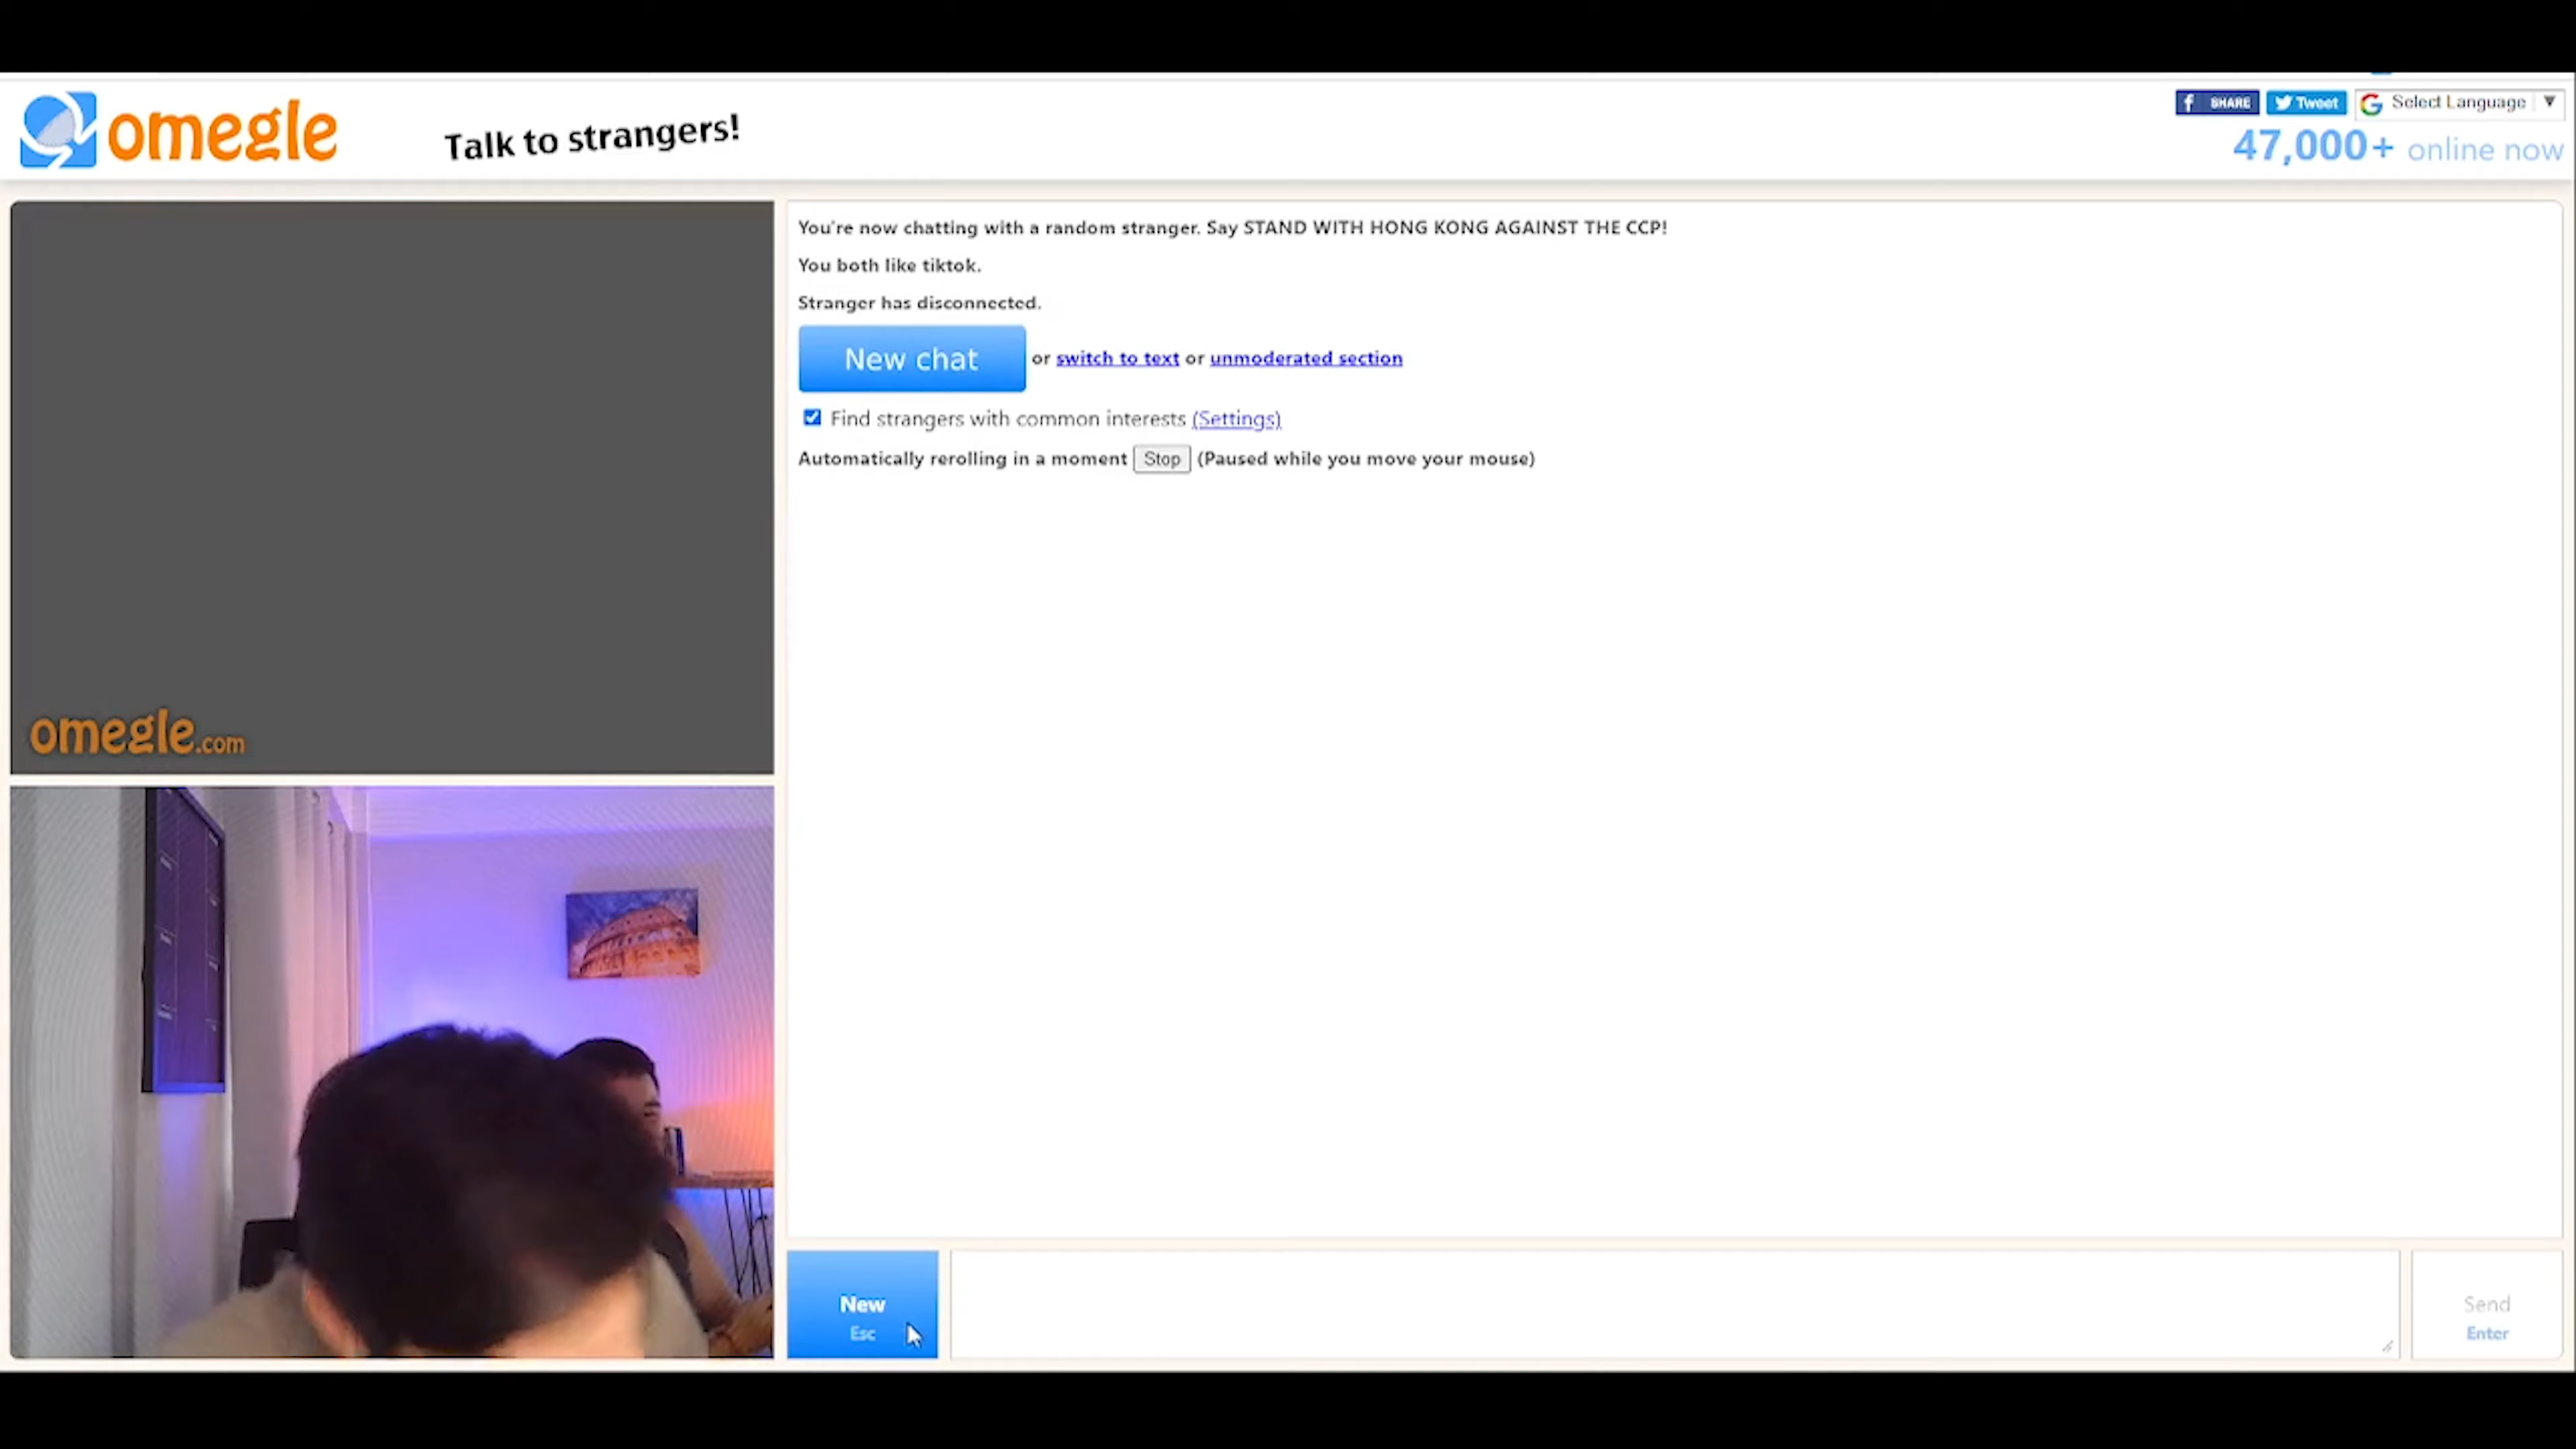 omegle
Talk to strangers!
SHARE
Tweet
Select Language
47,000+ online now
You're now chatting with a random stranger. Say STAND WITH HONG KONG AGAINST THE CCP!
You both like tiktok.
Stranger has disconnected.
New chat or switch to text or unmoderated section
Find strangers with common interests (Settings)
Automatically rerolling in a moment Stop (Paused while you move your mouse)
omegle.com
New
Esc
Send
Enter